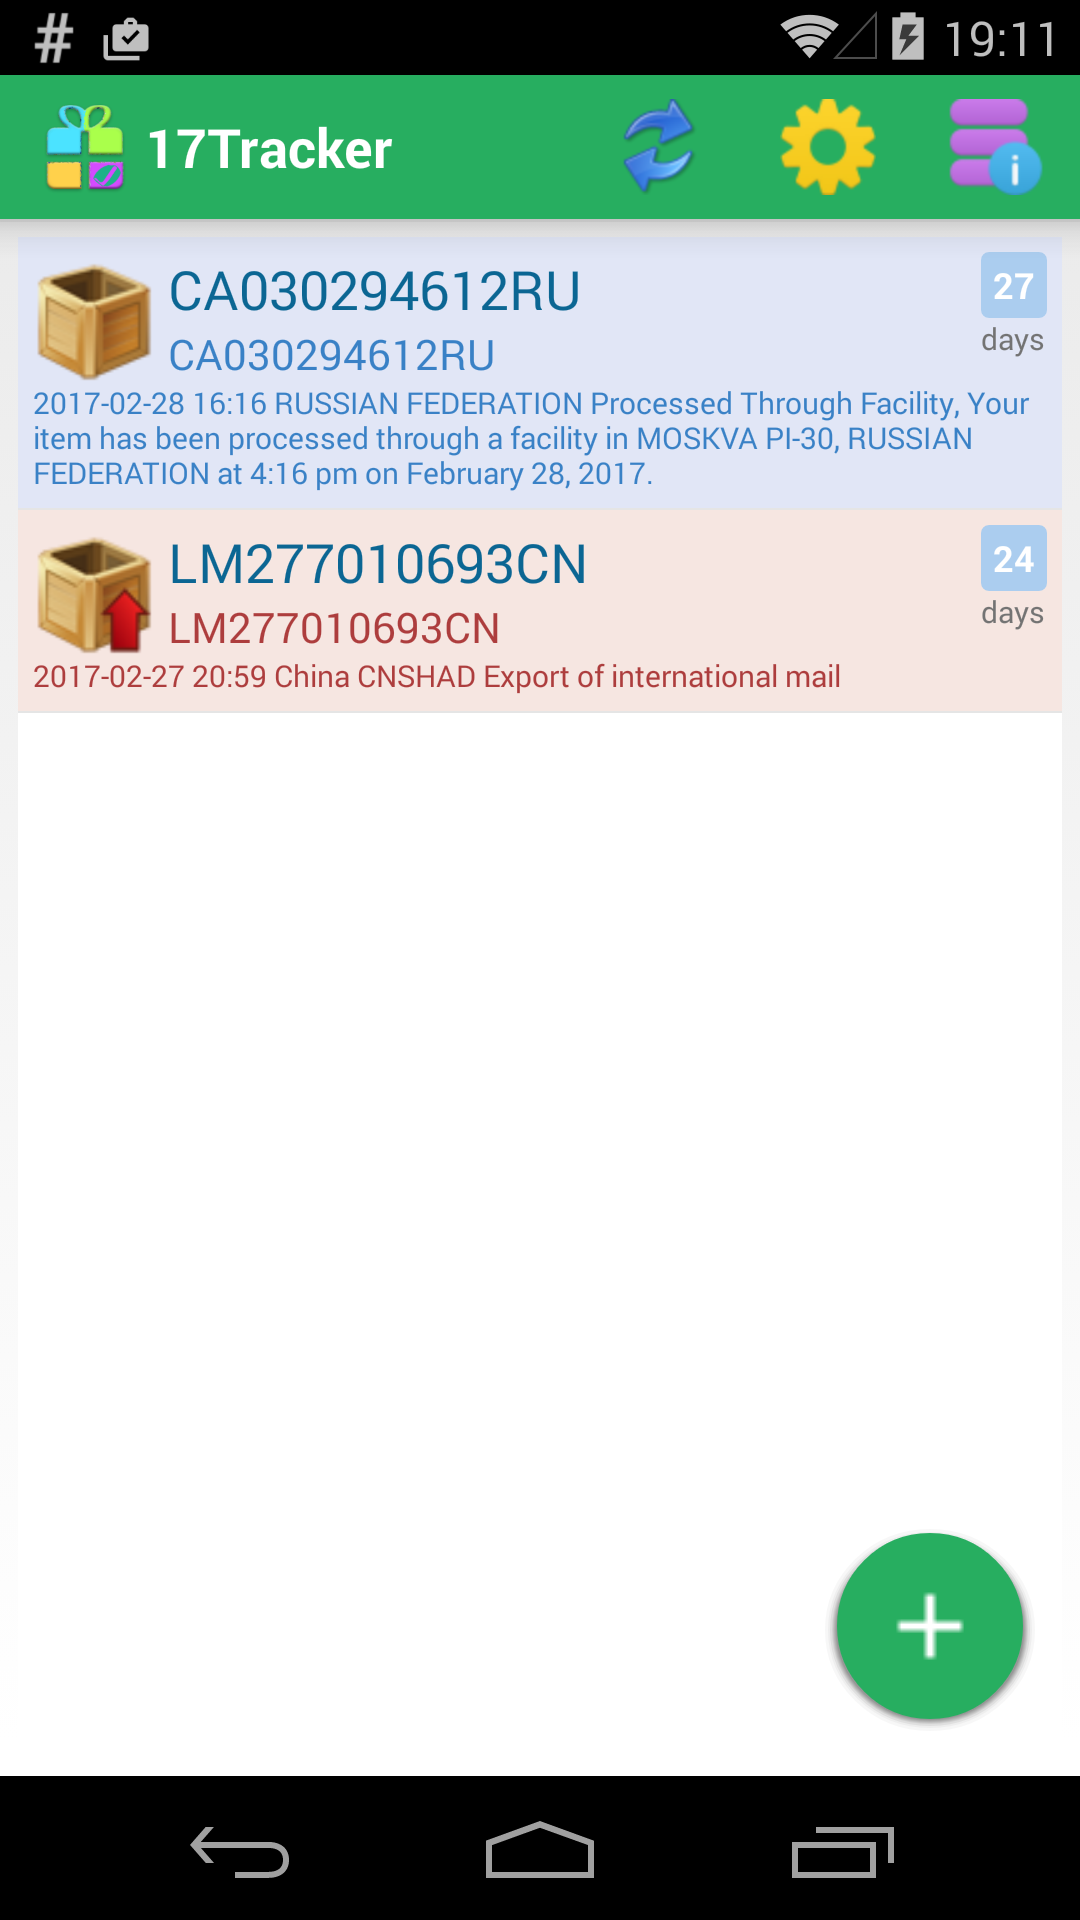 19:11
17Tracker
CA030294612RU
27
CA030294612RU
days
2017-02-28 16:16 RUSSIAN FEDERATION Processed Through Facility, Your
item has been processed through a facility in MOSKVA PI-30, RUSSIAN
FEDERATION at 4:16 pm on February 28, 2017.
LM277010693CN
24
LM277010693CN
days
2017-02-27 20:59 China CNSHAD Export of international mail